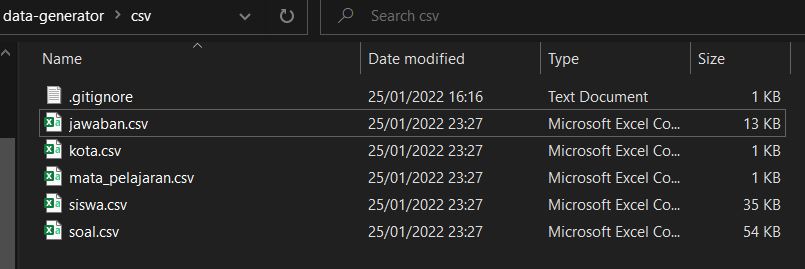 data-generator > csv Search csv
Name Date modified Type Size
.gitignore 25/01/2022 16:16 Text Document 1 KB
jawaban.csv 25/01/2022 23:27 Microsoft Excel Co... 13 KB
kota.csv 25/01/2022 23:27 Microsoft Excel Co... 1 KB
mata_pelajaran.csv 25/01/2022 23:27 Microsoft Excel Co... 1 KB
siswa.csv 25/01/2022 23:27 Microsoft Excel Co... 35 KB
soal.csv 25/01/2022 23:27 Microsoft Excel Co... 54 KB